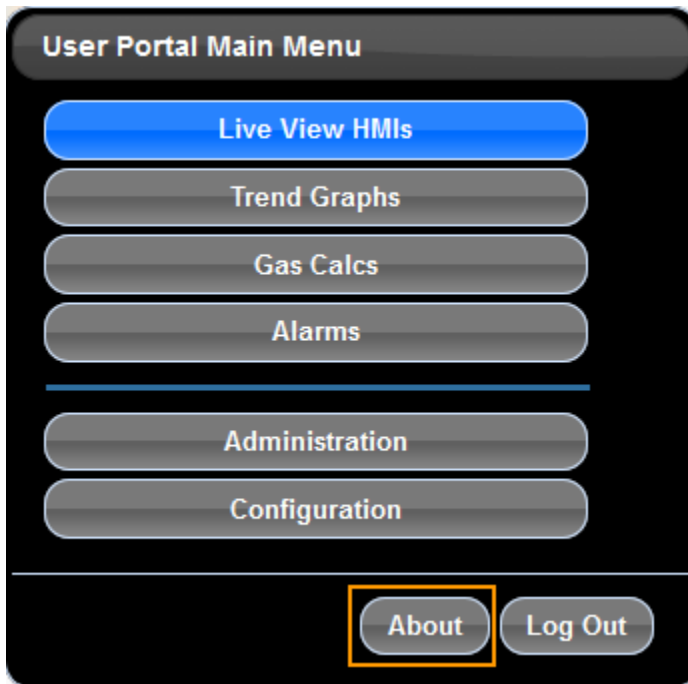 User Portal Main Menu
Live View HMIs
Trend Graphs
Gas Calcs
Alarms
Administration
Configuration
About Log Out